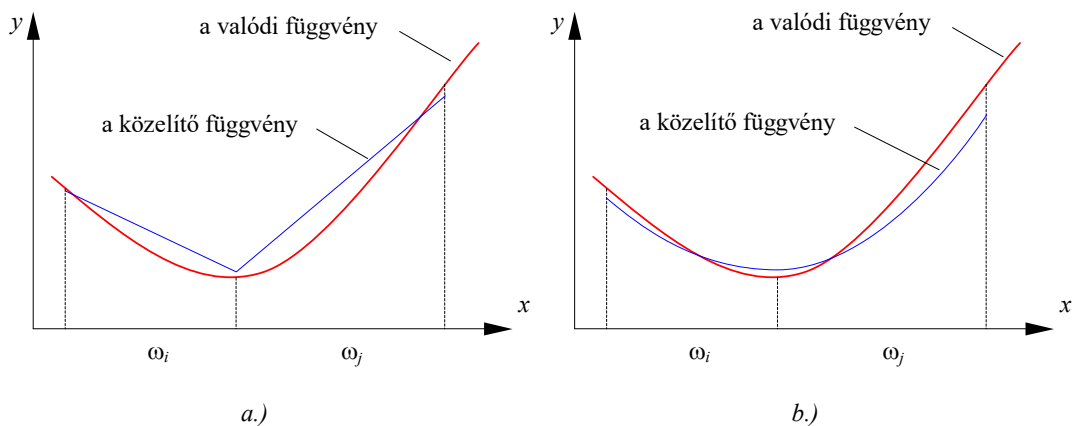 y
a valódi függvény
a közelítő függvény
x
ωi
ωj
a.)
y
a valódi függvény
a közelítő függvény
x
ωi
ωj
b.)